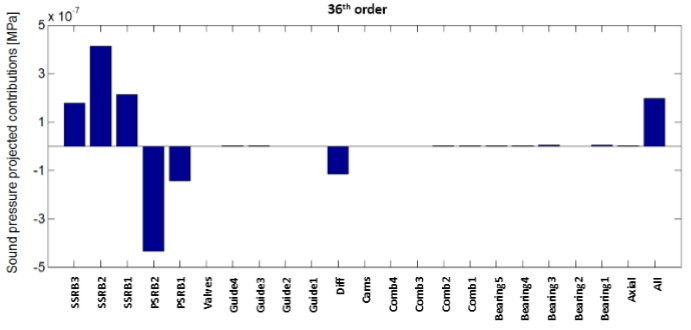 36th order
5 x 10-7
3
1
-1
-3
-5
Sound pressure projected contributions [MPa]
SSRB3
SSRB2
SSRB1
PSRB2
PSRB1
Valves
Guide4
Guide3
Guide2
Guide1
Diff
Cams
Comb4
Comb3
Comb2
Comb1
Bearing5
Bearing4
Bearing3
Bearing2
Bearing1
Axial
All